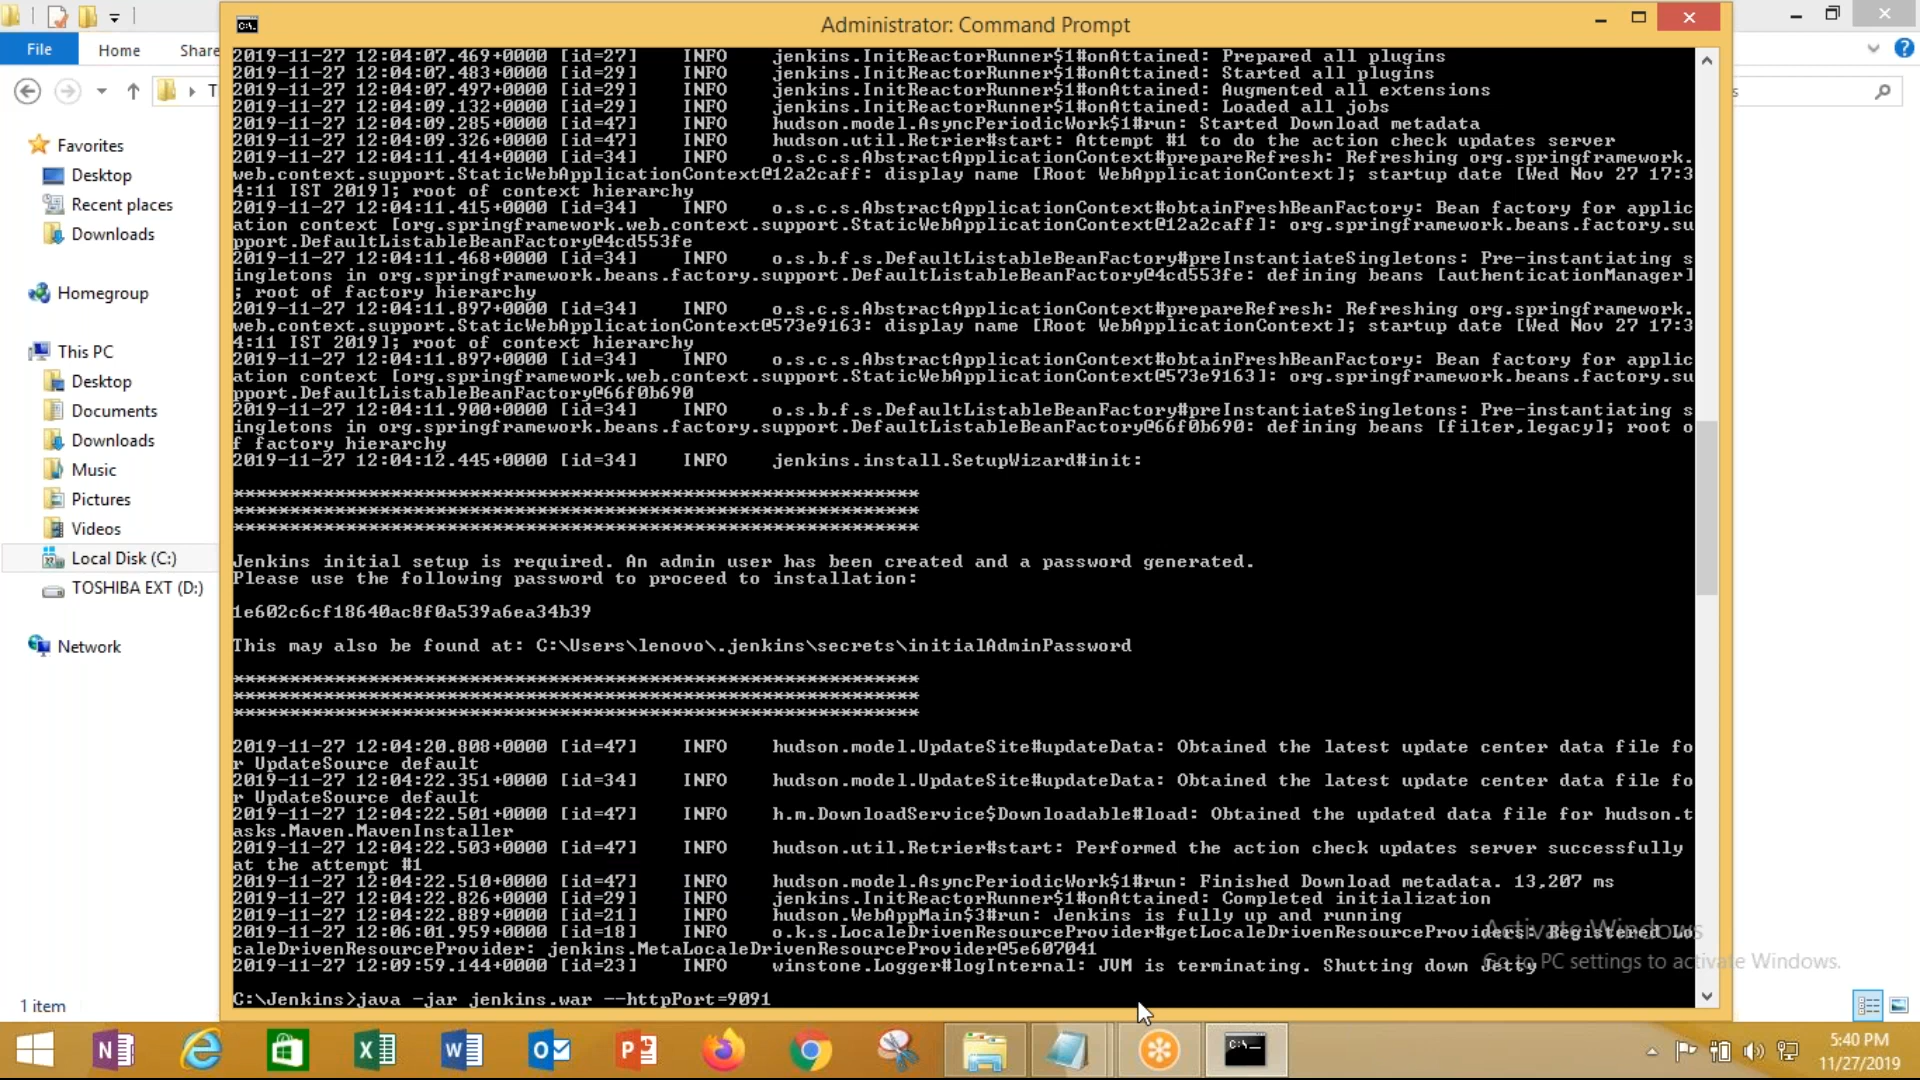 Administrator: Command Prompt
File
Home
Share
T
s
Favorites
Desktop
Recent places
Downloads
Homegroup
This PC
Desktop
Documents
Downloads
Music
Pictures
Videos
Local Disk (C:)
TOSHIBA EXT (D:)
Network
1 item
2019-11-27 12:04:07.469+0000 [id=27] INFO jenkins.InitReactorRunner$1#onAttained: Prepared all plugins
2019-11-27 12:04:07.483+0000 [id=29] INFO jenkins.InitReactorRunner$1#onAttained: Started all plugins
2019-11-27 12:04:07.497+0000 [id=29] INFO jenkins.InitReactorRunner$1#onAttained: Augmented all extensions
2019-11-27 12:04:09.132+0000 [id=29] INFO jenkins.InitReactorRunner$1#onAttained: Loaded all jobs
2019-11-27 12:04:09.285+0000 [id=47] INFO hudson.model.AsyncPeriodicWork$1#run: Started Download metadata
2019-11-27 12:04:09.326+0000 [id=47] INFO hudson.util.Retrier#start: Attempt #1 to do the action check updates server
2019-11-27 12:04:11.414+0000 [id=34] INFO o.s.c.s.AbstractApplicationContext#prepareRefresh: Refreshing org.springframework.
web.context.support.StaticWebApplicationContext@12a2caff: display name [Root WebApplicationContext]; startup date [Wed Nov 27 17:3
4:11 IST 2019]; root of context hierarchy
2019-11-27 12:04:11.415+0000 [id=34] INFO o.s.c.s.AbstractApplicationContext#obtainFreshBeanFactory: Bean factory for applic
ation context [org.springframework.web.context.support.StaticWebApplicationContext@12a2caff]: org.springframework.beans.factory.su
pport.DefaultListableBeanFactory@4cd553fe
2019-11-27 12:04:11.468+0000 [id=34] INFO o.s.b.f.s.DefaultListableBeanFactory#preInstantiateSingletons: Pre-instantiating s
ingletons in org.springframework.beans.factory.support.DefaultListableBeanFactory@4cd553fe: defining beans [authenticationManager]
; root of factory hierarchy
2019-11-27 12:04:11.897+0000 [id=34] INFO o.s.c.s.AbstractApplicationContext#prepareRefresh: Refreshing org.springframework.
web.context.support.StaticWebApplicationContext@573e9163: display name [Root WebApplicationContext]; startup date [Wed Nov 27 17:3
4:11 IST 2019]; root of context hierarchy
2019-11-27 12:04:11.897+0000 [id=34] INFO o.s.c.s.AbstractApplicationContext#obtainFreshBeanFactory: Bean factory for applic
ation context [org.springframework.web.context.support.StaticWebApplicationContext@573e9163]: org.springframework.beans.factory.su
pport.DefaultListableBeanFactory@66f0b690
2019-11-27 12:04:11.900+0000 [id=34] INFO o.s.b.f.s.DefaultListableBeanFactory#preInstantiateSingletons: Pre-instantiating s
ingletons in org.springframework.beans.factory.support.DefaultListableBeanFactory@66f0b690: defining beans [filter,legacy]; root o
f factory hierarchy
2019-11-27 12:04:12.445+0000 [id=34] INFO jenkins.install.SetupWizard#init:
*************************************************************
*************************************************************
*************************************************************
Jenkins initial setup is required. An admin user has been created and a password generated.
Please use the following password to proceed to installation:
1e602c6cf18640ac8f0a539a6ea34b39
This may also be found at: C:\Users\lenovo\.jenkins\secrets\initialAdminPassword
*************************************************************
*************************************************************
*************************************************************
2019-11-27 12:04:20.808+0000 [id=47] INFO hudson.model.UpdateSite#updateData: Obtained the latest update center data file fo
r UpdateSource default
2019-11-27 12:04:22.351+0000 [id=34] INFO hudson.model.UpdateSite#updateData: Obtained the latest update center data file fo
r UpdateSource default
2019-11-27 12:04:22.501+0000 [id=47] INFO h.m.DownloadService$Downloadable#load: Obtained the updated data file for hudson.t
asks.Maven.MavenInstaller
2019-11-27 12:04:22.503+0000 [id=47] INFO hudson.util.Retrier#start: Performed the action check updates server successfully
at the attempt #1
2019-11-27 12:04:22.510+0000 [id=47] INFO hudson.model.AsyncPeriodicWork$1#run: Finished Download metadata. 13,207 ms
2019-11-27 12:04:22.826+0000 [id=29] INFO jenkins.InitReactorRunner$1#onAttained: Completed initialization
2019-11-27 12:04:22.889+0000 [id=21] INFO hudson.WebAppMain$3#run: Jenkins is fully up and running
2019-11-27 12:06:01.959+0000 [id=18] INFO o.k.s.LocaleDrivenResourceProvider#getLocaleDrivenResourceProviders: Registered Lo
caleDrivenResourceProvider: jenkins.MetaLocaleDrivenResourceProvider@5e607041
2019-11-27 12:09:59.144+0000 [id=23] INFO winstone.Logger#logInternal: JVM is terminating. Shutting down Jetty
C:\Jenkins>java -jar jenkins.war --httpPort=9091
Activate Windows
Go to PC settings to activate Windows.
5:40 PM
11/27/2019